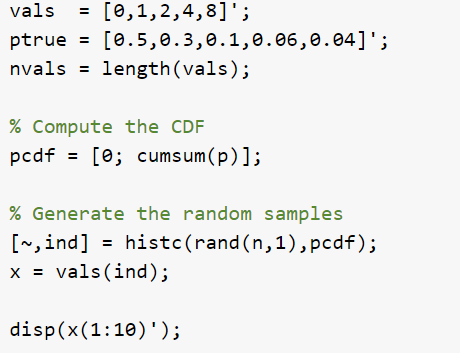 vals = [0,1,2,4,8]';
ptrue = [0.5,0.3,0.1,0.06,0.04]';
nvals = length(vals);
% Compute the CDF
pcdf = [0; cumsum(p)];
% Generate the random samples
[~,ind] = histc(rand(n,1),pcdf);
x = vals(ind);
disp(x(1:10)');